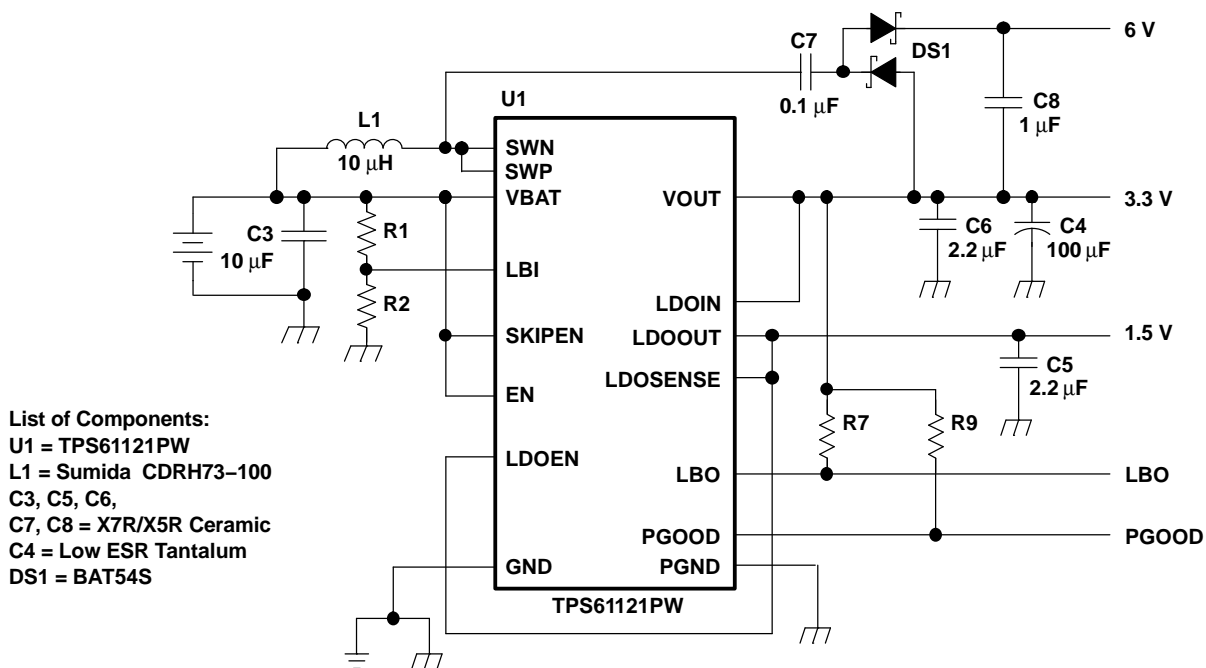 6 V
C7
DS1
0.1 μF
C8
1 μF
U1
L1
10 μH
SWN
SWP
VBAT
VOUT
3.3 V
C3
10 μF
R1
C6
2.2 μF
C4
100 μF
LBI
R2
LDOIN
SKIPEN
LDOOUT
1.5 V
LDOSENSE
C5
2.2 μF
EN
List of Components:
U1 = TPS61121PW
L1 = Sumida CDRH73–100
C3, C5, C6,
C7, C8 = X7R/X5R Ceramic
C4 = Low ESR Tantalum
DS1 = BAT54S
R7
R9
LDOEN
LBO
LBO
PGOOD
PGOOD
GND
PGND
TPS61121PW